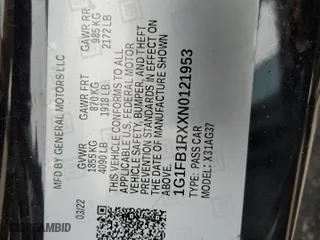 MFD BY GENERAL MOTORS LLC
03/22
GVWR
1855 KG
4090 LB
GAWR FRT
870 KG
1918 LB
GAWR RR
985 KG
2172 LB
THIS VEHICLE CONFORMS TO ALL
APPLICABLE U.S. FEDERAL MOTOR
VEHICLE SAFETY, BUMPER, AND THEFT
PREVENTION STANDARDS IN EFFECT ON
THE DATE OF MANUFACTURE SHOWN
ABOVE.
1G1FB1RXXN0121953
TYPE: PASS CAR
MODEL: X31AG37